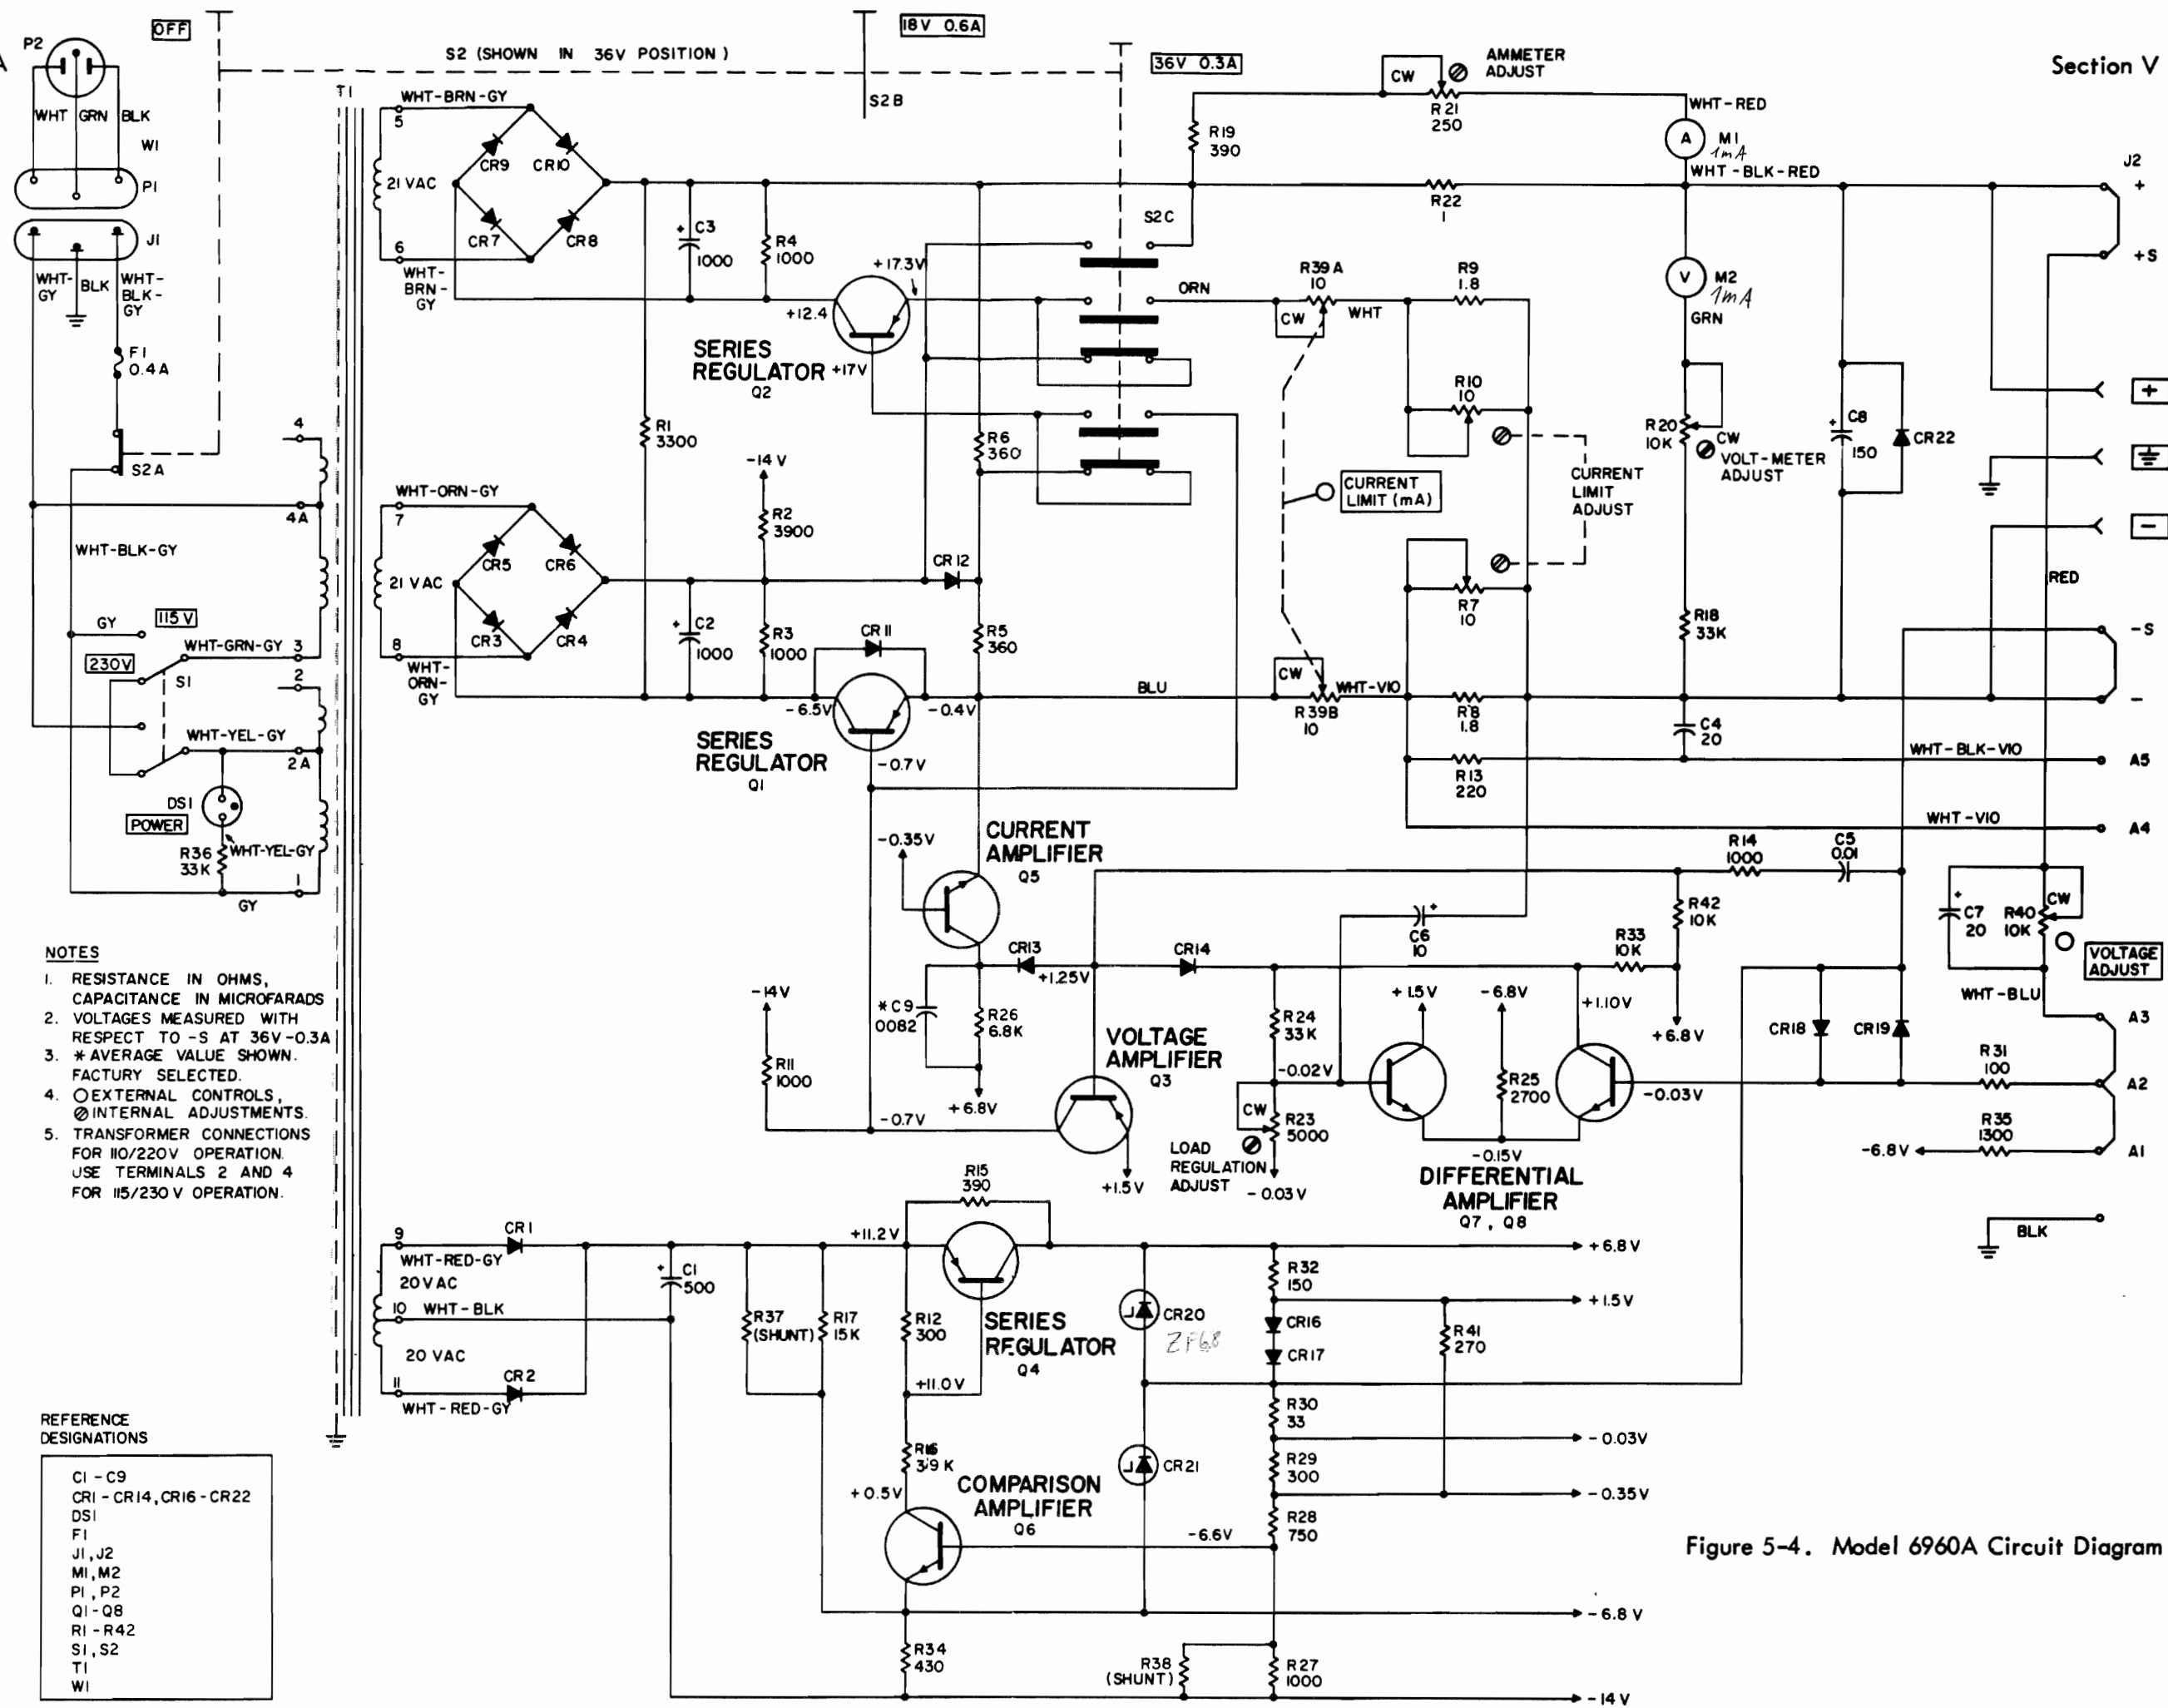 A
Section V
P2
OFF
18V 0.6A
S2 (SHOWN IN 36V POSITION)
S2B
36V 0.3A
CW
AMMETER
ADJUST
R21
250
WHT GRN BLK
W1
P1
J1
WHT-
GY
BLK
WHT-
BLK-
GY
F1
0.4A
S2A
T1
WHT-BRN-GY
5
21 VAC
6
WHT-
BRN-
GY
CR9
CR10
CR7
CR8
C3
1000
+
R4
1000
R19
390
WHT-RED
A
M1
1mA
WHT-BLK-RED
R22
1
J2
+
+S
S2C
+17.3V
+12.4
SERIES
REGULATOR
Q2
+17V
ORN
R39A
10
CW
WHT
R9
1.8
V
M2
1mA
GRN
R10
10
R20
10K
CW
VOLT-METER
ADJUST
+
C8
150
CR22
+
-
R1
3300
-14V
R2
3900
R6
360
CURRENT
LIMIT (mA)
CURRENT
LIMIT
ADJUST
4
4A
WHT-BLK-GY
WHT-ORN-GY
7
21 VAC
8
WHT-
ORN-
GY
CR5
CR6
CR3
CR4
C2
1000
+
R3
1000
CR12
CR11
R5
360
R7
10
R18
33K
RED
-S
GY
115V
WHT-GRN-GY 3
230V
S1
2
-6.5V
-0.4V
BLU
CW
WHT-VIO
R39B
10
R8
1.8
-
C4
20
SERIES
REGULATOR
Q1
-0.7V
WHT-YEL-GY
2A
R13
220
WHT-BLK-VIO
A5
DS1
POWER
R36
33K
WHT-YEL-GY
1
GY
WHT-VIO
A4
-0.35V
CURRENT
AMPLIFIER
Q5
R14
1000
C5
0.01
R42
10K
C6
10
+
R33
10K
+
C7
20
R40
10K
CW
VOLTAGE
ADJUST
WHT-BLU
CR13
+1.25V
CR14
NOTES
1. RESISTANCE IN OHMS,
CAPACITANCE IN MICROFARADS
2. VOLTAGES MEASURED WITH
RESPECT TO -S AT 36V-0.3A
3. * AVERAGE VALUE SHOWN.
FACTORY SELECTED.
4. O EXTERNAL CONTROLS,
⊘ INTERNAL ADJUSTMENTS.
5. TRANSFORMER CONNECTIONS
FOR 110/220V OPERATION.
USE TERMINALS 2 AND 4
FOR 115/230 V OPERATION.
-14V
R11
1000
*C9
0082
R26
6.8K
+6.8V
-0.7V
VOLTAGE
AMPLIFIER
Q3
+1.5V
R24
33K
-0.02V
CW
R23
5000
LOAD
REGULATION
ADJUST
-0.03V
+1.5V
-6.8V
+1.10V
R25
2700
-0.15V
-0.03V
DIFFERENTIAL
AMPLIFIER
Q7, Q8
+6.8V
CR18
CR19
A3
R31
100
A2
R35
1300
-6.8V
A1
BLK
9
CR1
WHT-RED-GY
20VAC
10 WHT-BLK
20 VAC
CR2
11
WHT-RED-GY
+
C1
500
R37
(SHUNT)
R17
15K
+11.2V
R15
390
R12
300
SERIES
REGULATOR
Q4
+11.0V
CR20
ZF6.8
R32
150
+6.8V
+1.5V
CR16
CR17
R41
270
R30
33
-0.03V
R29
300
-0.35V
R16
3.9K
+0.5V
COMPARISON
AMPLIFIER
Q6
CR21
R28
750
-6.6V
-6.8V
R34
430
R38
(SHUNT)
R27
1000
-14V
REFERENCE
DESIGNATIONS
C1-C9
CR1-CR14, CR16-CR22
DS1
F1
J1, J2
M1, M2
P1, P2
Q1-Q8
R1-R42
S1, S2
T1
W1
Figure 5-4. Model 6960A Circuit Diagram